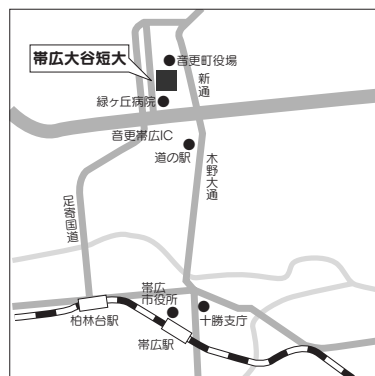 帯広大谷短大
音更町役場
新通
緑ヶ丘病院
音更帯広IC
道の駅
木野大通
足寄国道
帯広
市役所
十勝支庁
柏林台駅
帯広駅